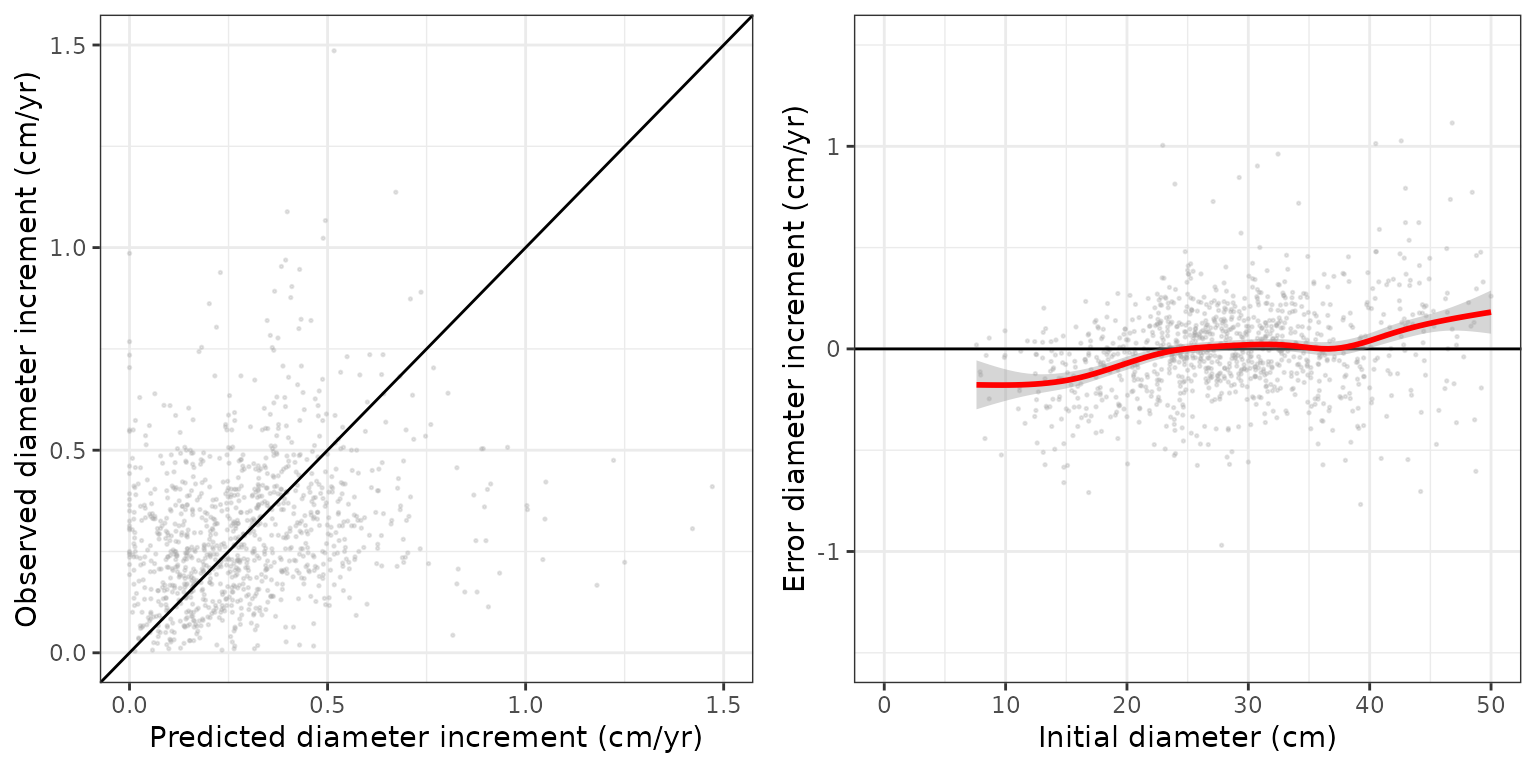 Observed diameter increment (cm/yr)
1.5
1.0
0.5
0.0
0.0 0.5 1.0 1.5
Predicted diameter increment (cm/yr)
Error diameter increment (cm/yr)
1
0
-1
0 10 20 30 40 50
Initial diameter (cm)